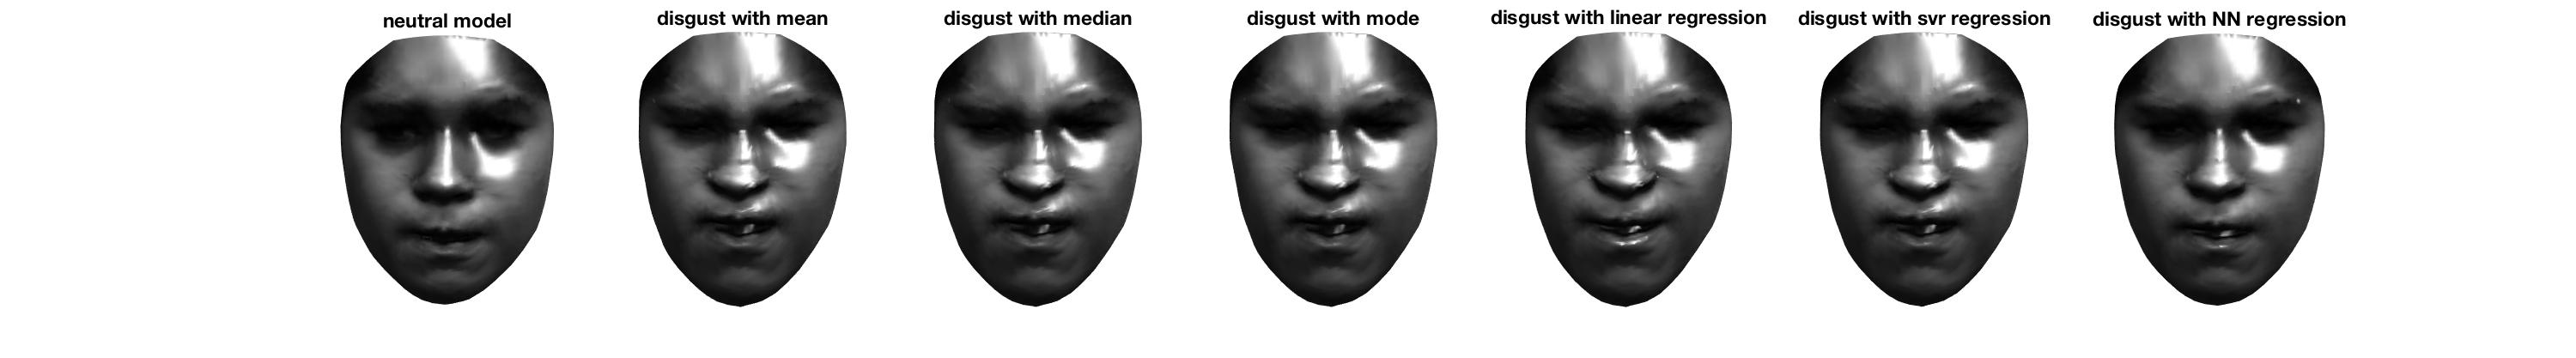 neutral model
disgust with mean
disgust with median
disgust with mode
disgust with linear regression
disgust with svr regression
disgust with NN regression